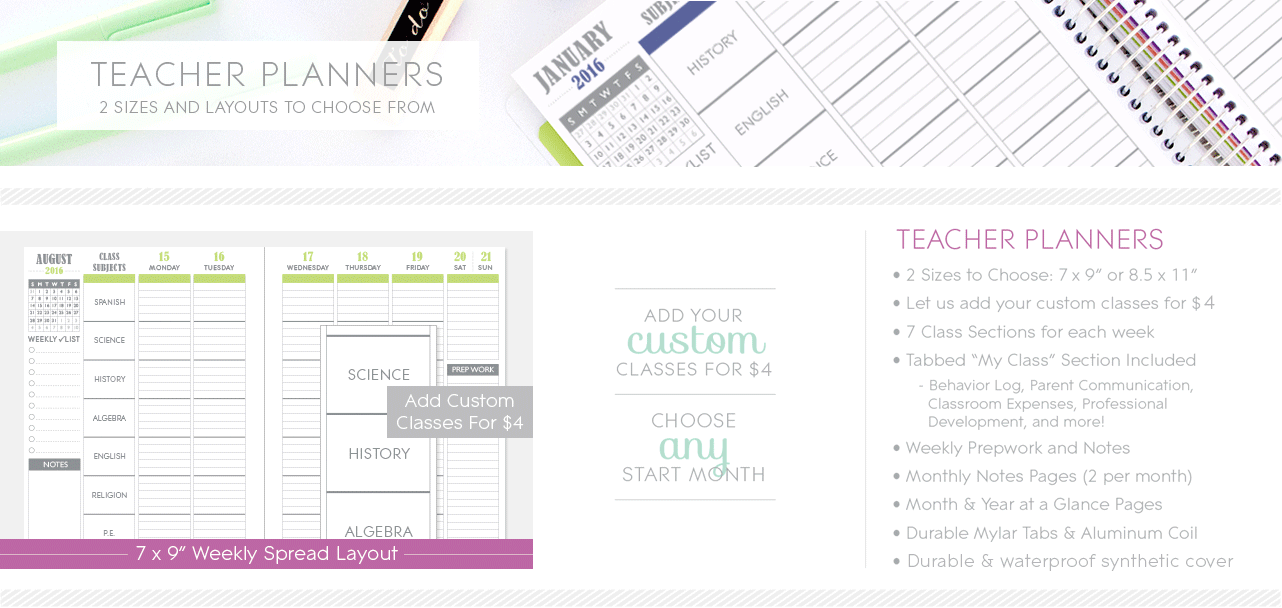 to do
TEACHER PLANNERS
2 SIZES AND LAYOUTS TO CHOOSE FROM
JANUARY
2016
S M T W T F S
HISTORY
ENGLISH
AUGUST
2016
S M T W T F S
CLASS
SUBJECTS
15
MONDAY
16
TUESDAY
17
WEDNESDAY
18
THURSDAY
19
FRIDAY
20
SAT
21
SUN
WEEKLY ✓LIST
NOTES
SPANISH
SCIENCE
HISTORY
ALGEBRA
ENGLISH
RELIGION
P.E.
PREP WORK
SCIENCE
HISTORY
ALGEBRA
Add Custom
Classes For $4
7 x 9” Weekly Spread Layout
ADD YOUR
custom
CLASSES FOR $4
CHOOSE
any
START MONTH
TEACHER PLANNERS
• 2 Sizes to Choose: 7 x 9” or 8.5 x 11”
• Let us add your custom classes for $4
• 7 Class Sections for each week
• Tabbed “My Class” Section Included
- Behavior Log, Parent Communication,
Classroom Expenses, Professional
Development, and more!
• Weekly Prepwork and Notes
• Monthly Notes Pages (2 per month)
• Month & Year at a Glance Pages
• Durable Mylar Tabs & Aluminum Coil
• Durable & waterproof synthetic cover